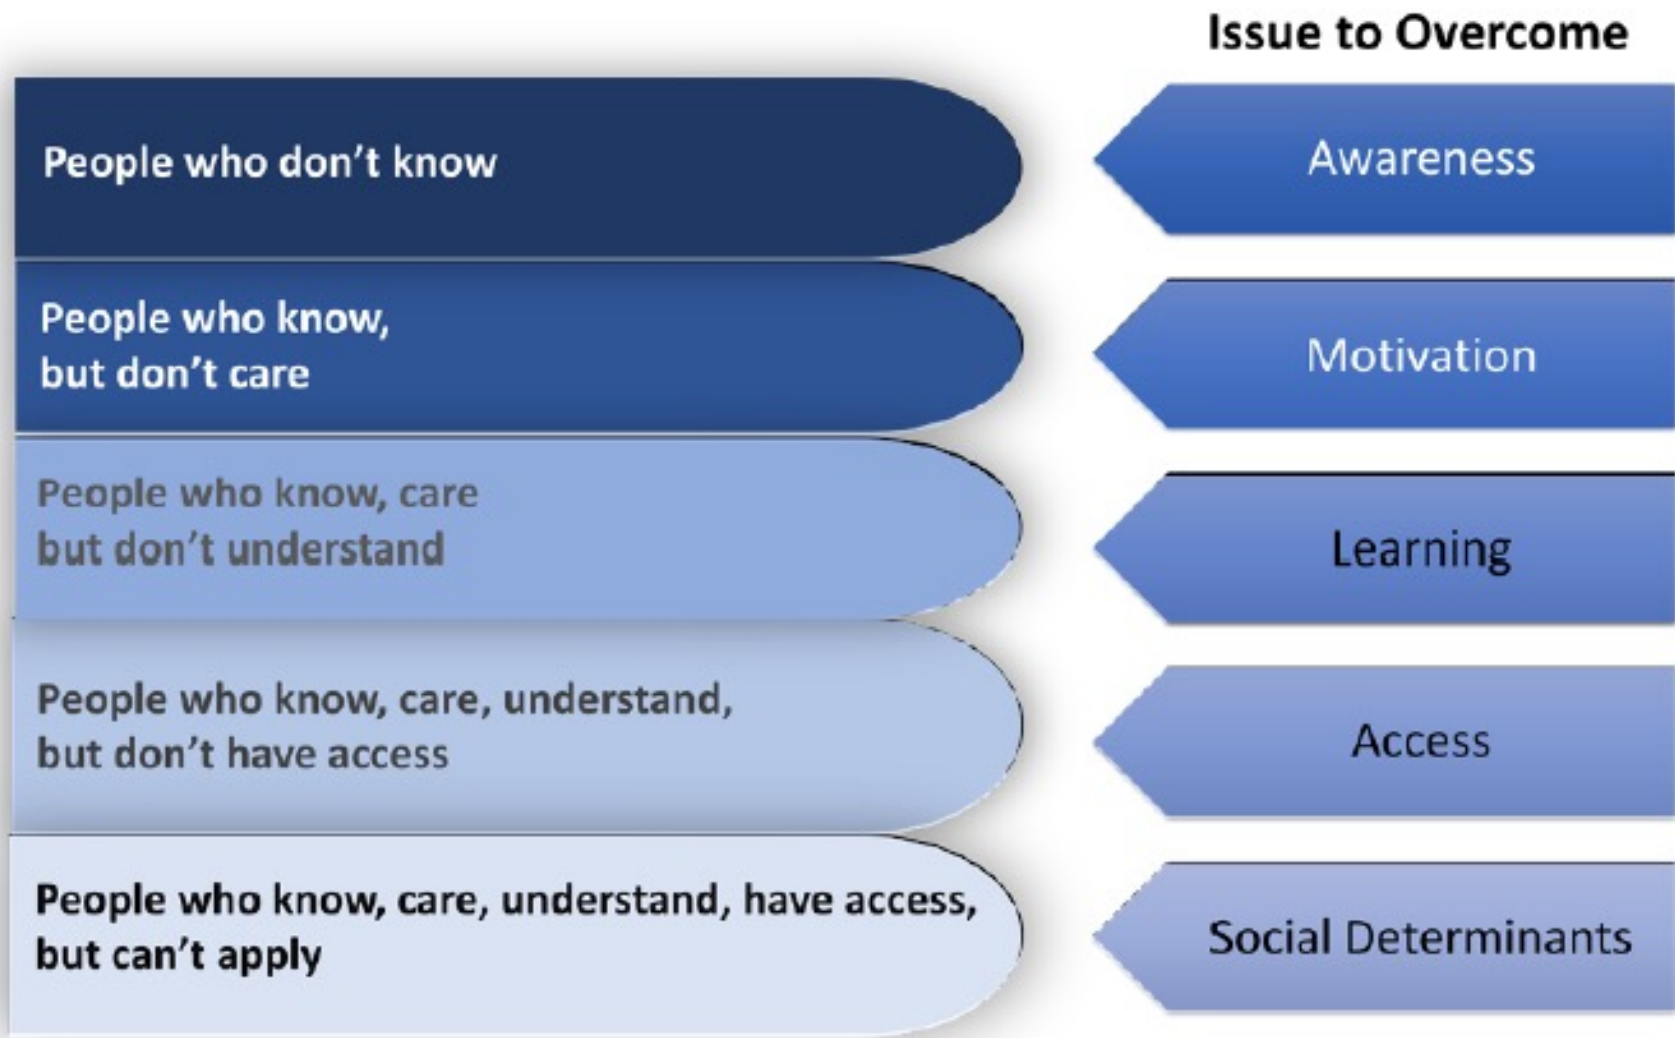 Issue to Overcome
People who don't know
Awareness
People who know,
but don't care
Motivation
People who know, care
but don't understand
Learning
People who know, care, understand,
but don't have access
Access
People who know, care, understand, have access,
but can't apply
Social Determinants